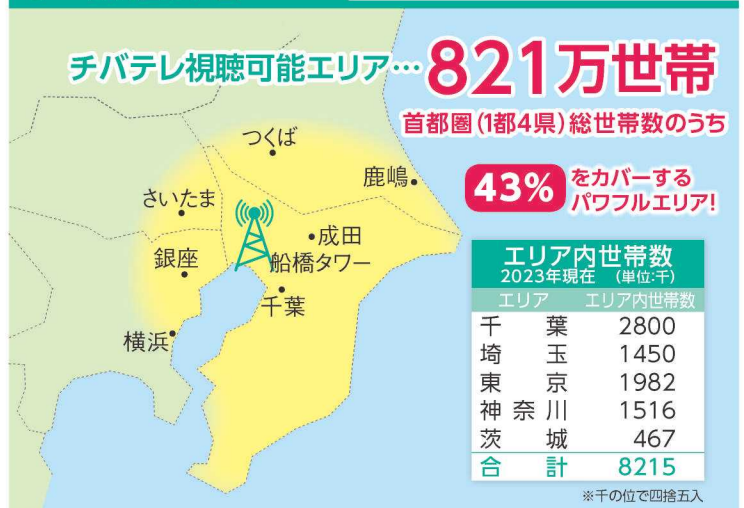 チバテレ視聴可能エリア…821万世帯
首都圏(1都4県)総世帯数のうち
43%をカバーする
パワフルエリア!
つくば
鹿嶋
さいたま
成田
銀座
船橋タワー
千葉
横浜
エリア内世帯数
2023年現在 (単位:千)
エリア エリア内世帯数
千葉 2800
埼玉 1450
東京 1982
神奈川 1516
茨城 467
合計 8215
※千の位で四捨五入